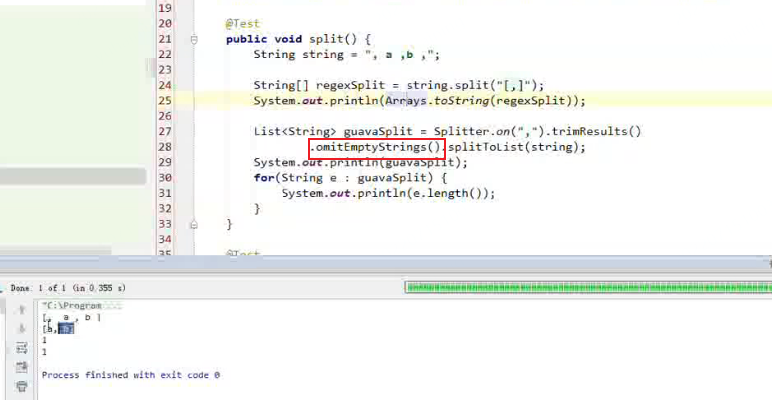 19
20 @Test
21 public void split() {
22 String string = ", a ,b ,";
23
24 String[] regexSplit = string.split("[,]");
25 System.out.println(Arrays.toString(regexSplit));
26
27 List<String> guavaSplit = Splitter.on(",").trimResults()
28 .omitEmptyStrings().splitToList(string);
29 System.out.println(guavaSplit);
30 for(String e : guavaSplit) {
31 System.out.println(e.length());
32 }
33 }
34
35 @Test
Done: 1 of 1 (in 0.355 s)
"C:\Program
[, a , b ]
[a,
1
1
Process finished with exit code 0